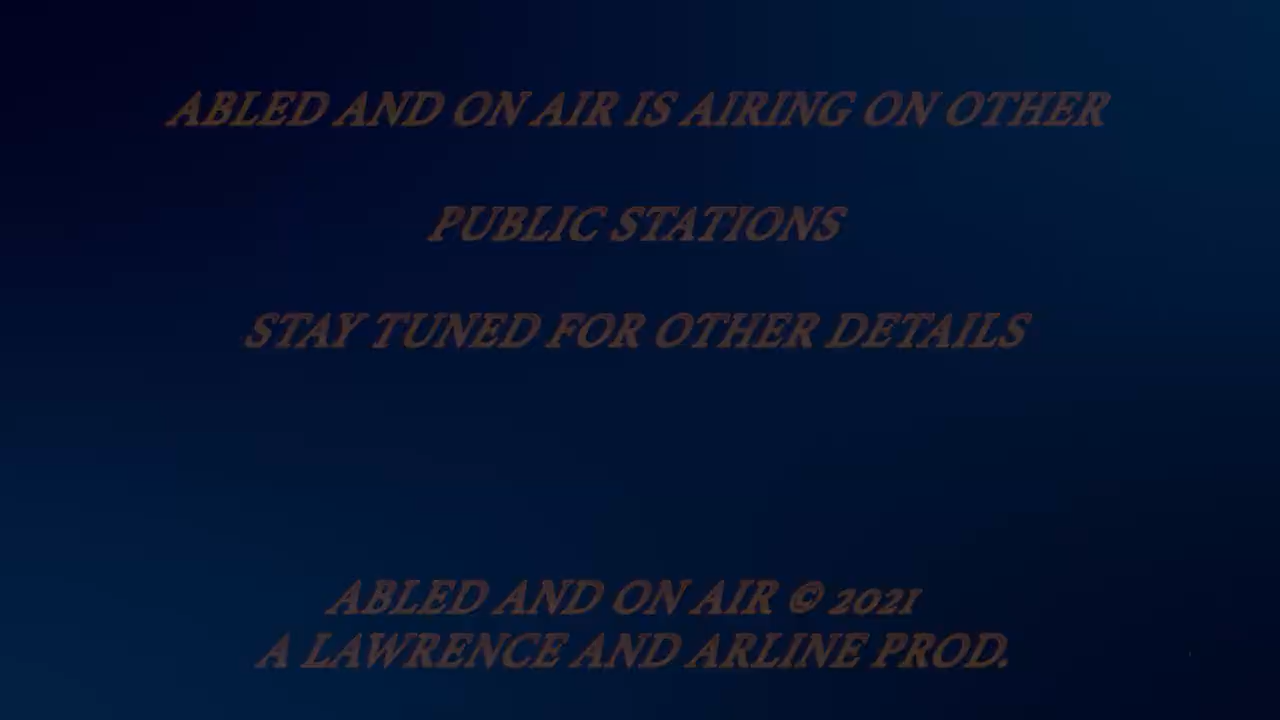 ABLED AND ON AIR IS AIRING ON OTHER
PUBLIC STATIONS
STAY TUNED FOR OTHER DETAILS
ABLED AND ON AIR © 2021
A LAWRENCE AND ARLINE PROD.